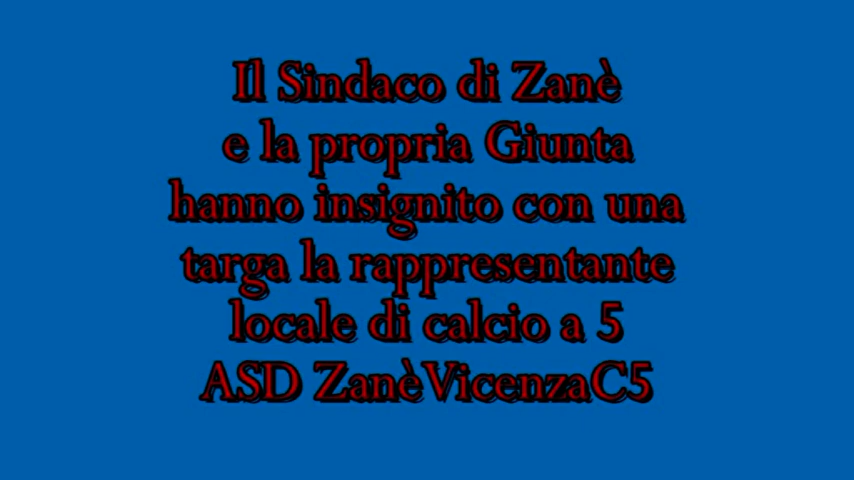 Il Sindaco di Zanè
e la propria Giunta
hanno insignito con una
targa la rappresentante
locale di calcio a 5
ASD ZanèVicenzaC5